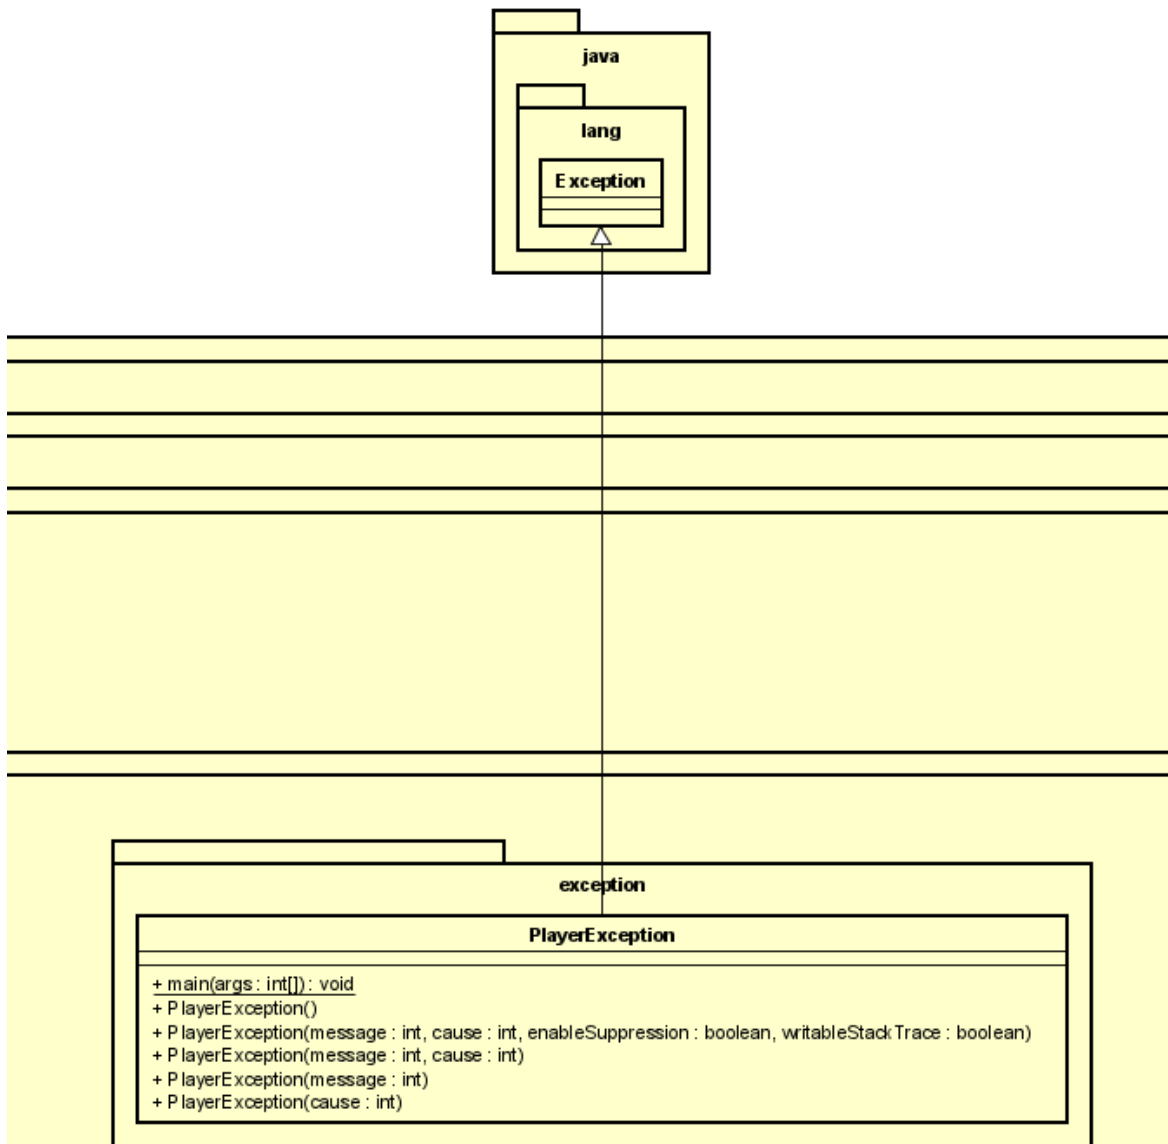 java
lang
Exception
exception
PlayerException
+ main(args : int[]) : void
+ PlayerException()
+ PlayerException(message : int, cause : int, enableSuppression : boolean, writableStackTrace : boolean)
+ PlayerException(message : int, cause : int)
+ PlayerException(message : int)
+ PlayerException(cause : int)